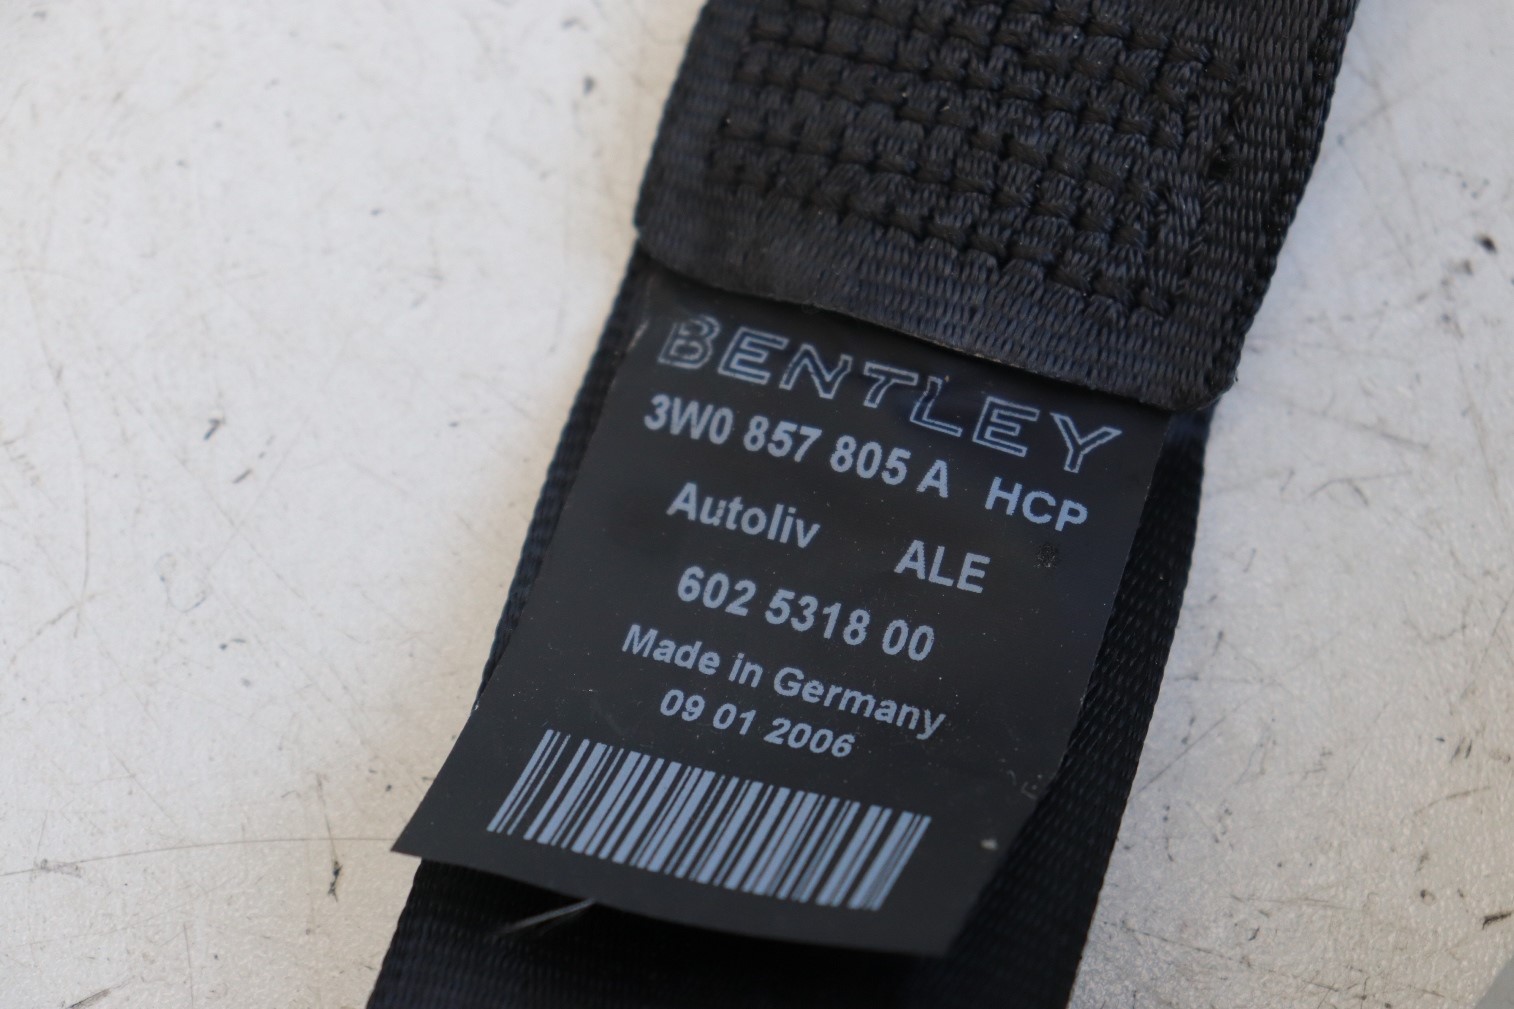 BENTLEY
3W0 857 805 A HCP
Autoliv ALE
602 5318 00
Made in Germany
09 01 2006